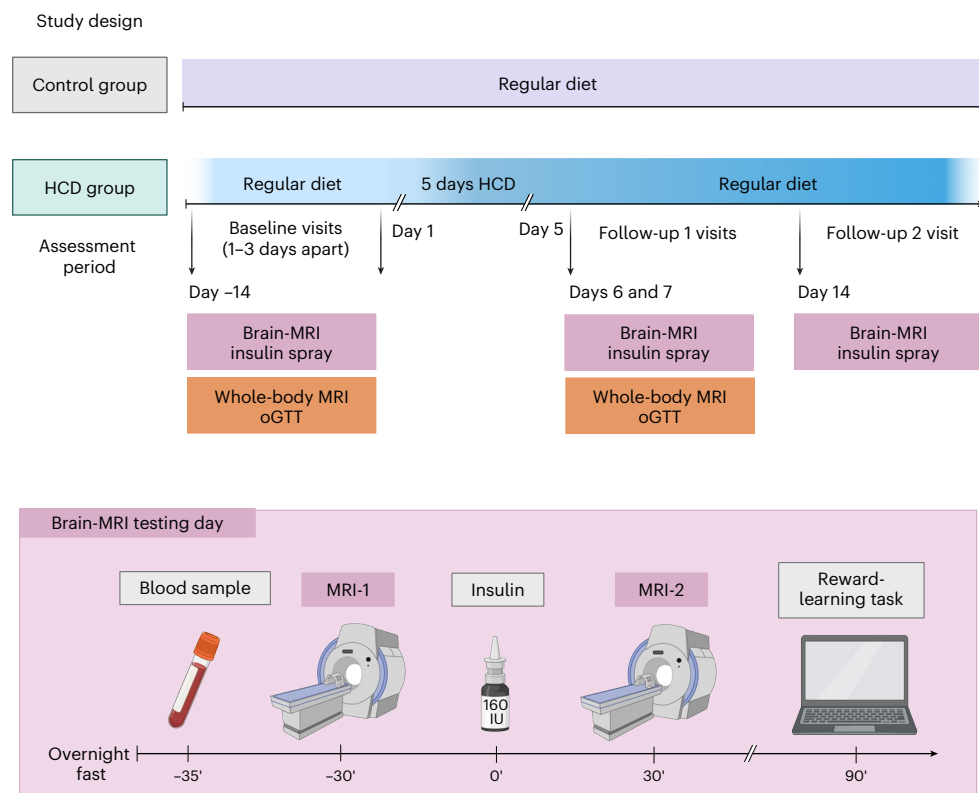 Study design
Control group
Regular diet
HCD group
Regular diet
5 days HCD
Regular diet
Assessment
period
Baseline visits
(1–3 days apart)
Day 1
Day 5
Follow-up 1 visits
Follow-up 2 visit
Day –14
Days 6 and 7
Day 14
Brain-MRI
insulin spray
Brain-MRI
insulin spray
Brain-MRI
insulin spray
Whole-body MRI
oGTT
Whole-body MRI
oGTT
Brain-MRI testing day
Blood sample
MRI-1
Insulin
MRI-2
Reward-
learning task
160
IU
Overnight
fast
–35'
–30'
0'
30'
90'